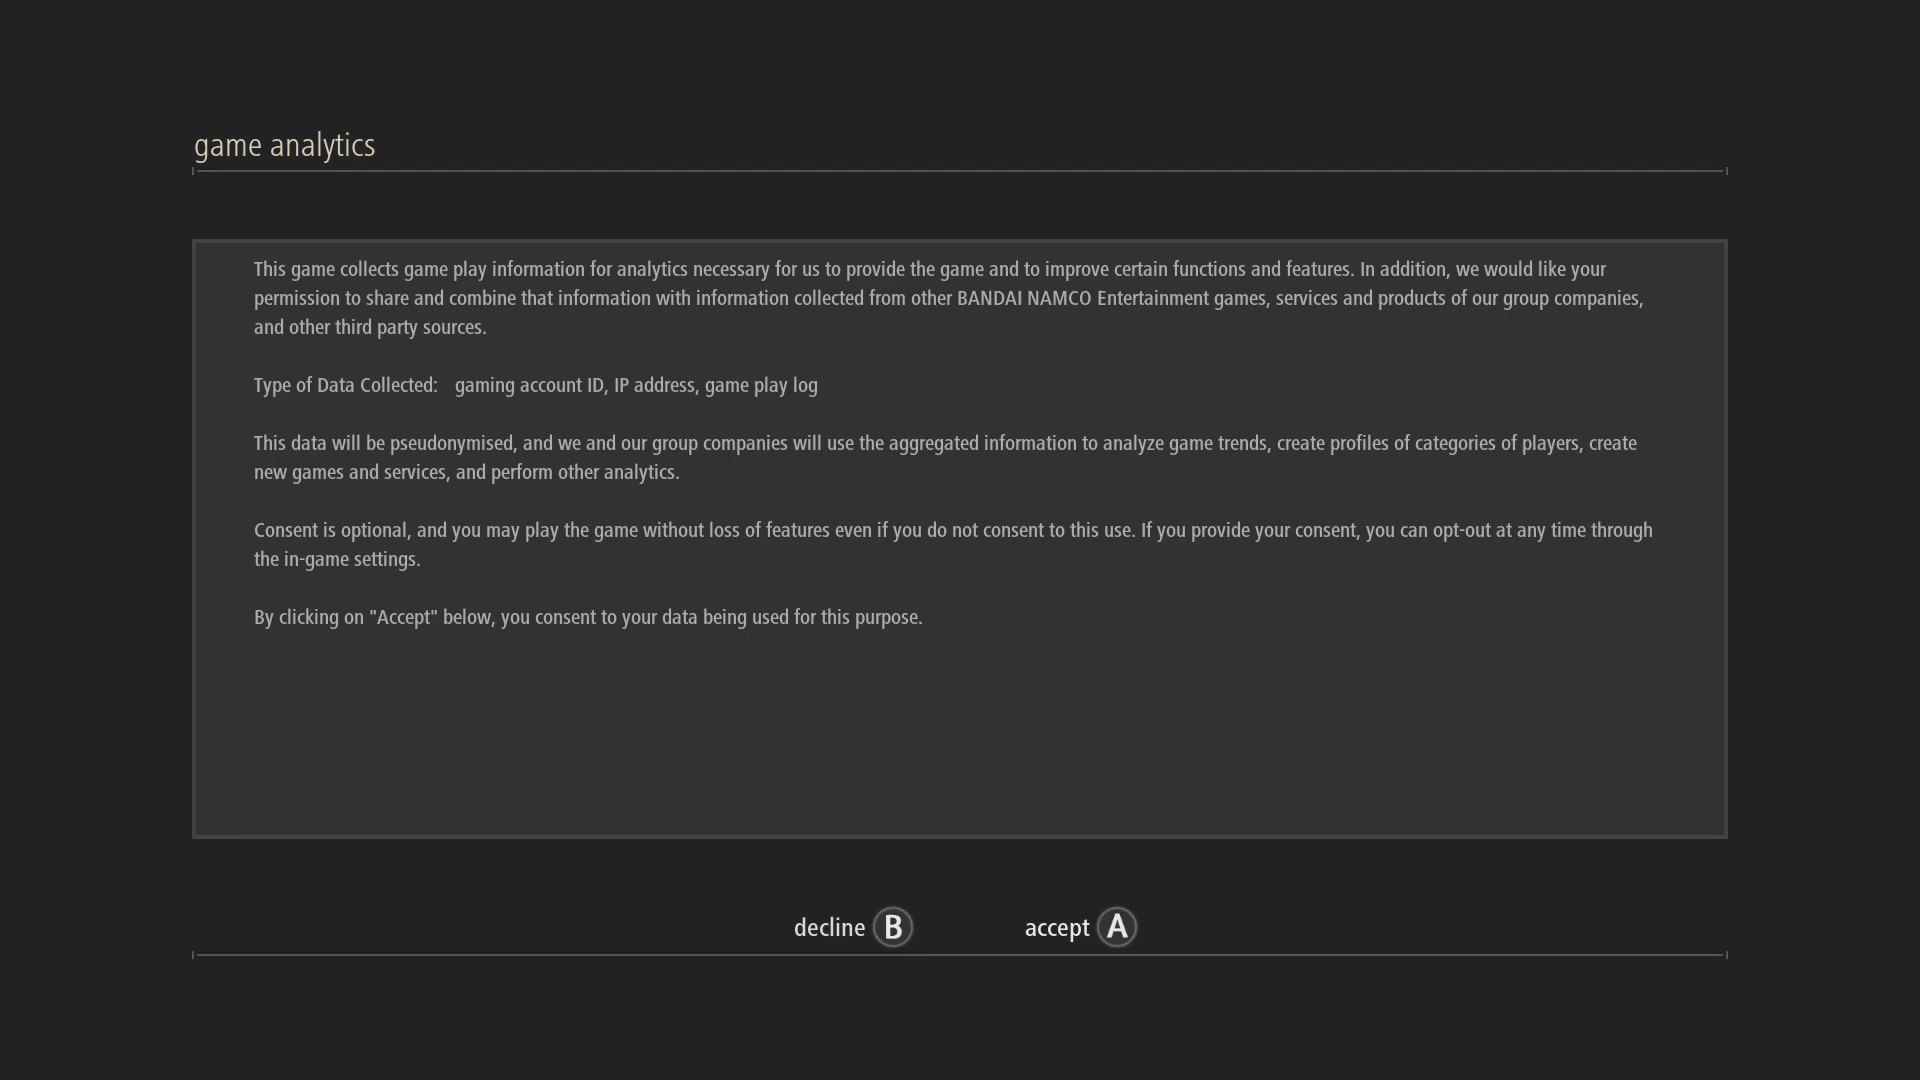 game analytics
This game collects game play information for analytics necessary for us to provide the game and to improve certain functions and features. In addition, we would like your
permission to share and combine that information with information collected from other BANDAI NAMCO Entertainment games, services and products of our group companies,
and other third party sources.
Type of Data Collected: gaming account ID, IP address, game play log
This data will be pseudonymised, and we and our group companies will use the aggregated information to analyze game trends, create profiles of categories of players, create
new games and services, and perform other analytics.
Consent is optional, and you may play the game without loss of features even if you do not consent to this use. If you provide your consent, you can opt-out at any time through
the in-game settings.
By clicking on "Accept" below, you consent to your data being used for this purpose.
decline B accept A